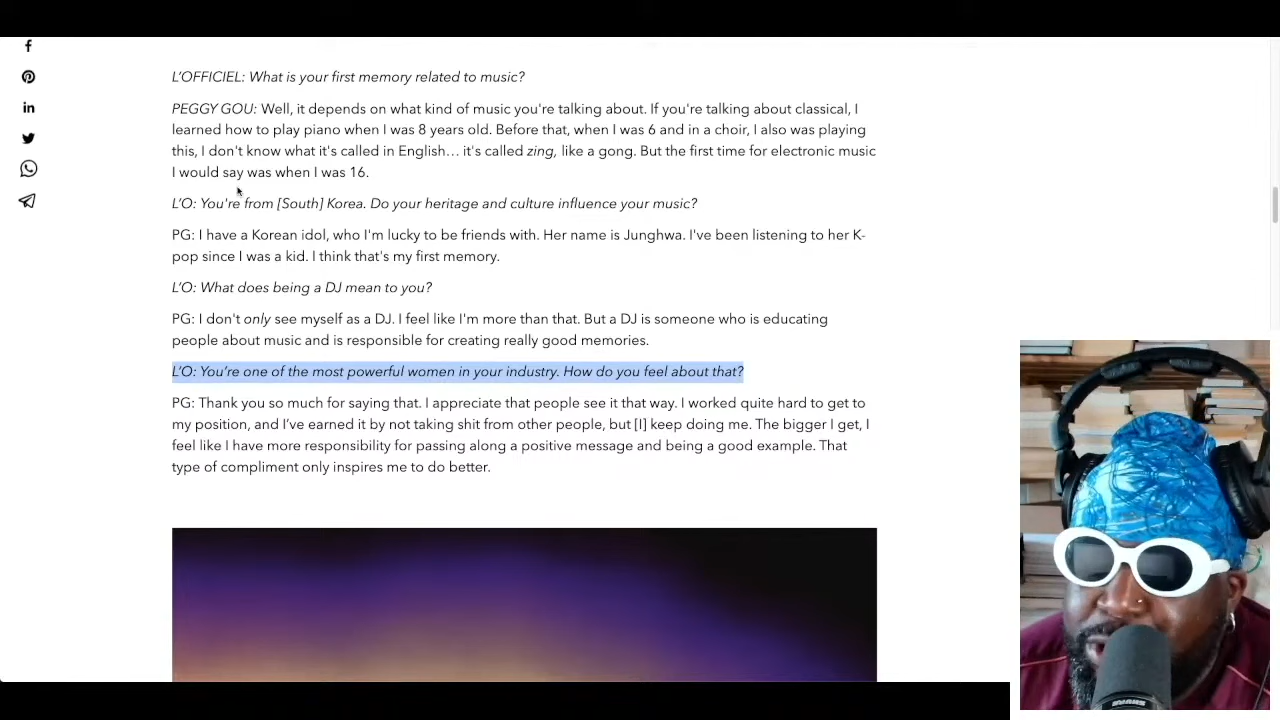 L'OFFICIEL: What is your first memory related to music?
PEGGY GOU: Well, it depends on what kind of music you're talking about. If you're talking about classical, I
learned how to play piano when I was 8 years old. Before that, when I was 6 and in a choir, I also was playing
this, I don't know what it's called in English… it's called zing, like a gong. But the first time for electronic music
I would say was when I was 16.
L'O: You're from [South] Korea. Do your heritage and culture influence your music?
PG: I have a Korean idol, who I'm lucky to be friends with. Her name is Junghwa. I've been listening to her K-
pop since I was a kid. I think that's my first memory.
L'O: What does being a DJ mean to you?
PG: I don't only see myself as a DJ. I feel like I'm more than that. But a DJ is someone who is educating
people about music and is responsible for creating really good memories.
L'O: You're one of the most powerful women in your industry. How do you feel about that?
PG: Thank you so much for saying that. I appreciate that people see it that way. I worked quite hard to get to
my position, and I've earned it by not taking shit from other people, but [I] keep doing me. The bigger I get, I
feel like I have more responsibility for passing along a positive message and being a good example. That
type of compliment only inspires me to do better.
SHURE